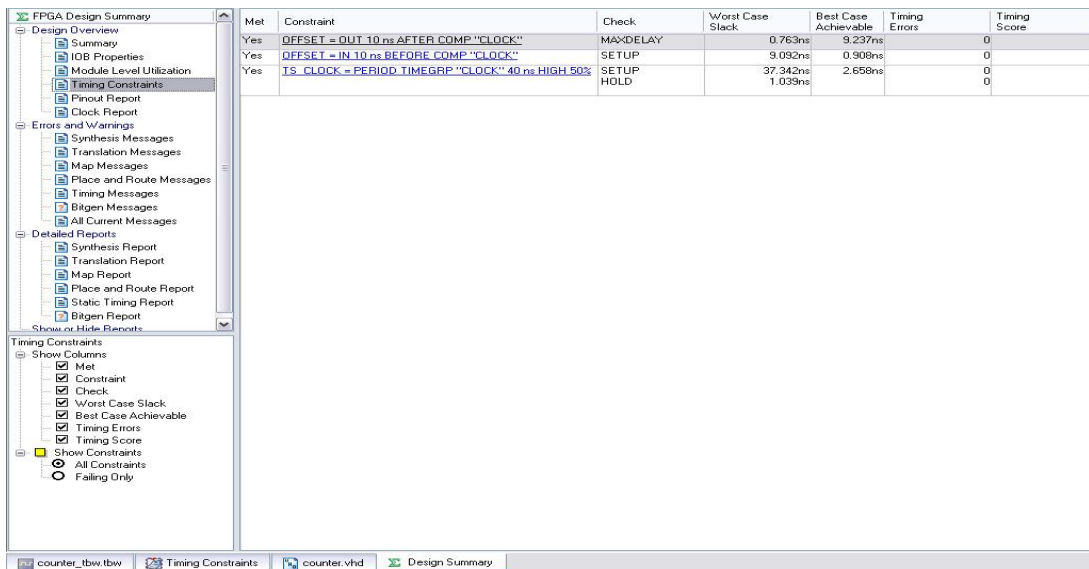 FPGA Design Summary
Design Overview
Summary
IOB Properties
Module Level Utilization
Timing Constraints
Pinout Report
Clock Report
Errors and Warnings
Synthesis Messages
Translation Messages
Map Messages
Place and Route Messages
Timing Messages
Bitgen Messages
All Current Messages
Detailed Reports
Synthesis Report
Translation Report
Map Report
Place and Route Report
Static Timing Report
Bitgen Report
Show or Hide Reports
Timing Constraints
Show Columns
Met
Constraint
Check
Worst Case Slack
Best Case Achievable
Timing Errors
Timing Score
Show Constraints
All Constraints
Failing Only
Met Constraint Check Worst Case Slack Best Case Achievable Timing Errors Timing Score
Yes OFFSET = OUT 10 ns AFTER COMP "CLOCK" MAXDELAY 0.763ns 9.237ns 0
Yes OFFSET = IN 10 ns BEFORE COMP "CLOCK" SETUP 9.092ns 0.908ns 0
Yes TS_CLOCK = PERIOD TIMEGRP "CLOCK" 40 ns HIGH 50% SETUP 37.342ns 2.658ns 0
HOLD 1.039ns 0
counter_tbw.tbw Timing Constraints counter.vhd Design Summary